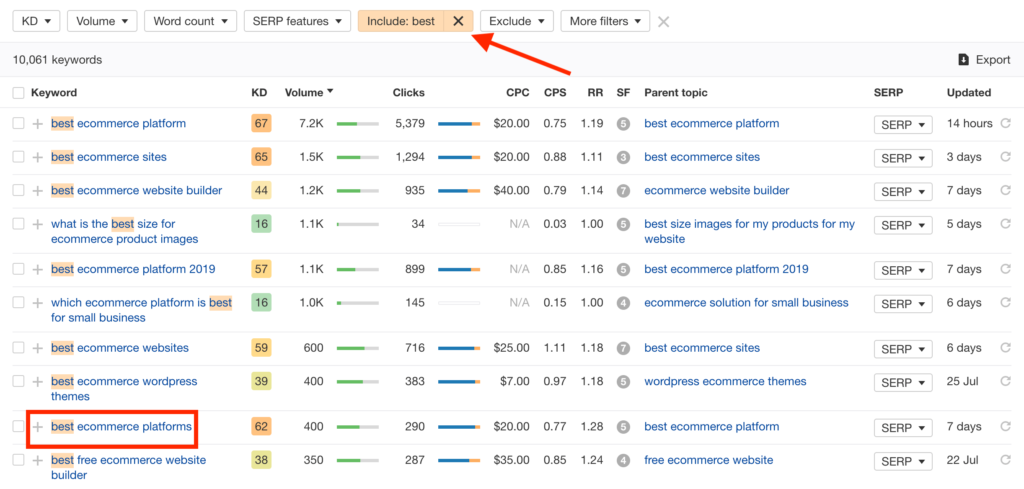 KD Volume Word count SERP features Include: best Exclude More filters
10,061 keywords Export
Keyword KD Volume Clicks CPC CPS RR SF Parent topic SERP Updated
best ecommerce platform 67 7.2K 5,379 $20.00 0.75 1.19 5 best ecommerce platform SERP 14 hours
best ecommerce sites 65 1.5K 1,294 $20.00 0.88 1.11 3 best ecommerce sites SERP 3 days
best ecommerce website builder 44 1.2K 935 $40.00 0.79 1.14 7 ecommerce website builder SERP 7 days
what is the best size for 16 1.1K 34 N/A 0.03 1.00 5 best size images for my products for my SERP 5 days
ecommerce product images website
best ecommerce platform 2019 57 1.1K 899 N/A 0.85 1.16 5 best ecommerce platform 2019 SERP 7 days
which ecommerce platform is best 16 1.0K 145 N/A 0.15 1.00 4 ecommerce solution for small business SERP 6 days
for small business
best ecommerce websites 59 600 716 $25.00 1.11 1.18 7 best ecommerce sites SERP 6 days
best ecommerce wordpress 39 400 383 $7.00 0.97 1.18 5 wordpress ecommerce themes SERP 25 Jul
themes
best ecommerce platforms 62 400 290 $20.00 0.77 1.28 5 best ecommerce platform SERP 7 days
best free ecommerce website 38 350 287 $35.00 0.85 1.24 4 free ecommerce website SERP 22 Jul
builder